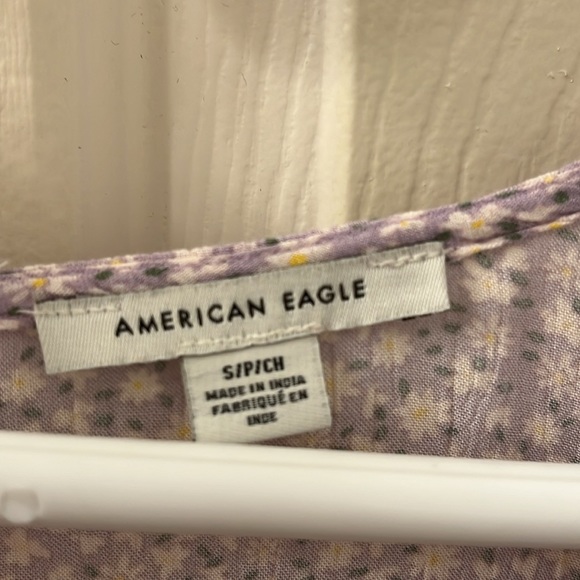 AMERICAN EAGLE
S/P/CH
MADE IN INDIA
FABRIQUÉ EN
INDE